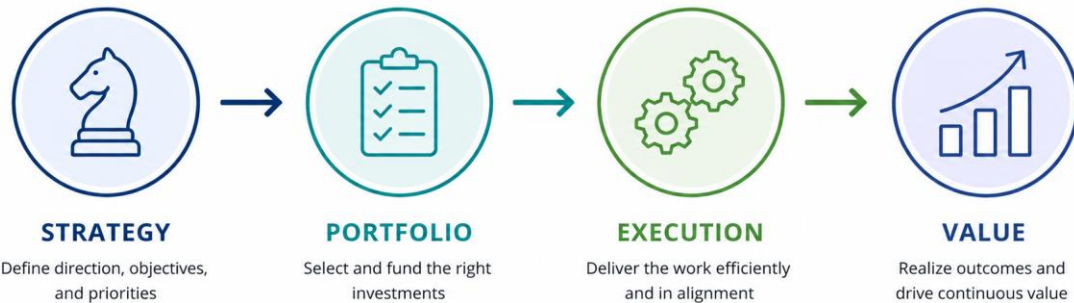 STRATEGY
Define direction, objectives,
and priorities
PORTFOLIO
Select and fund the right
investments
EXECUTION
Deliver the work efficiently
and in alignment
VALUE
Realize outcomes and
drive continuous value